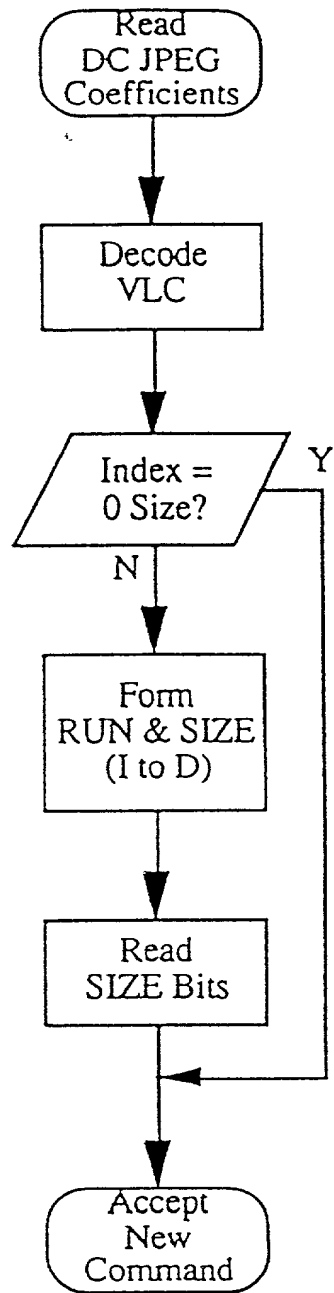 Read
DC JPEG
Coefficients
Decode
VLC
Index =
0 Size?
Y
N
Form
RUN & SIZE
(I to D)
Read
SIZE Bits
Accept
New
Command